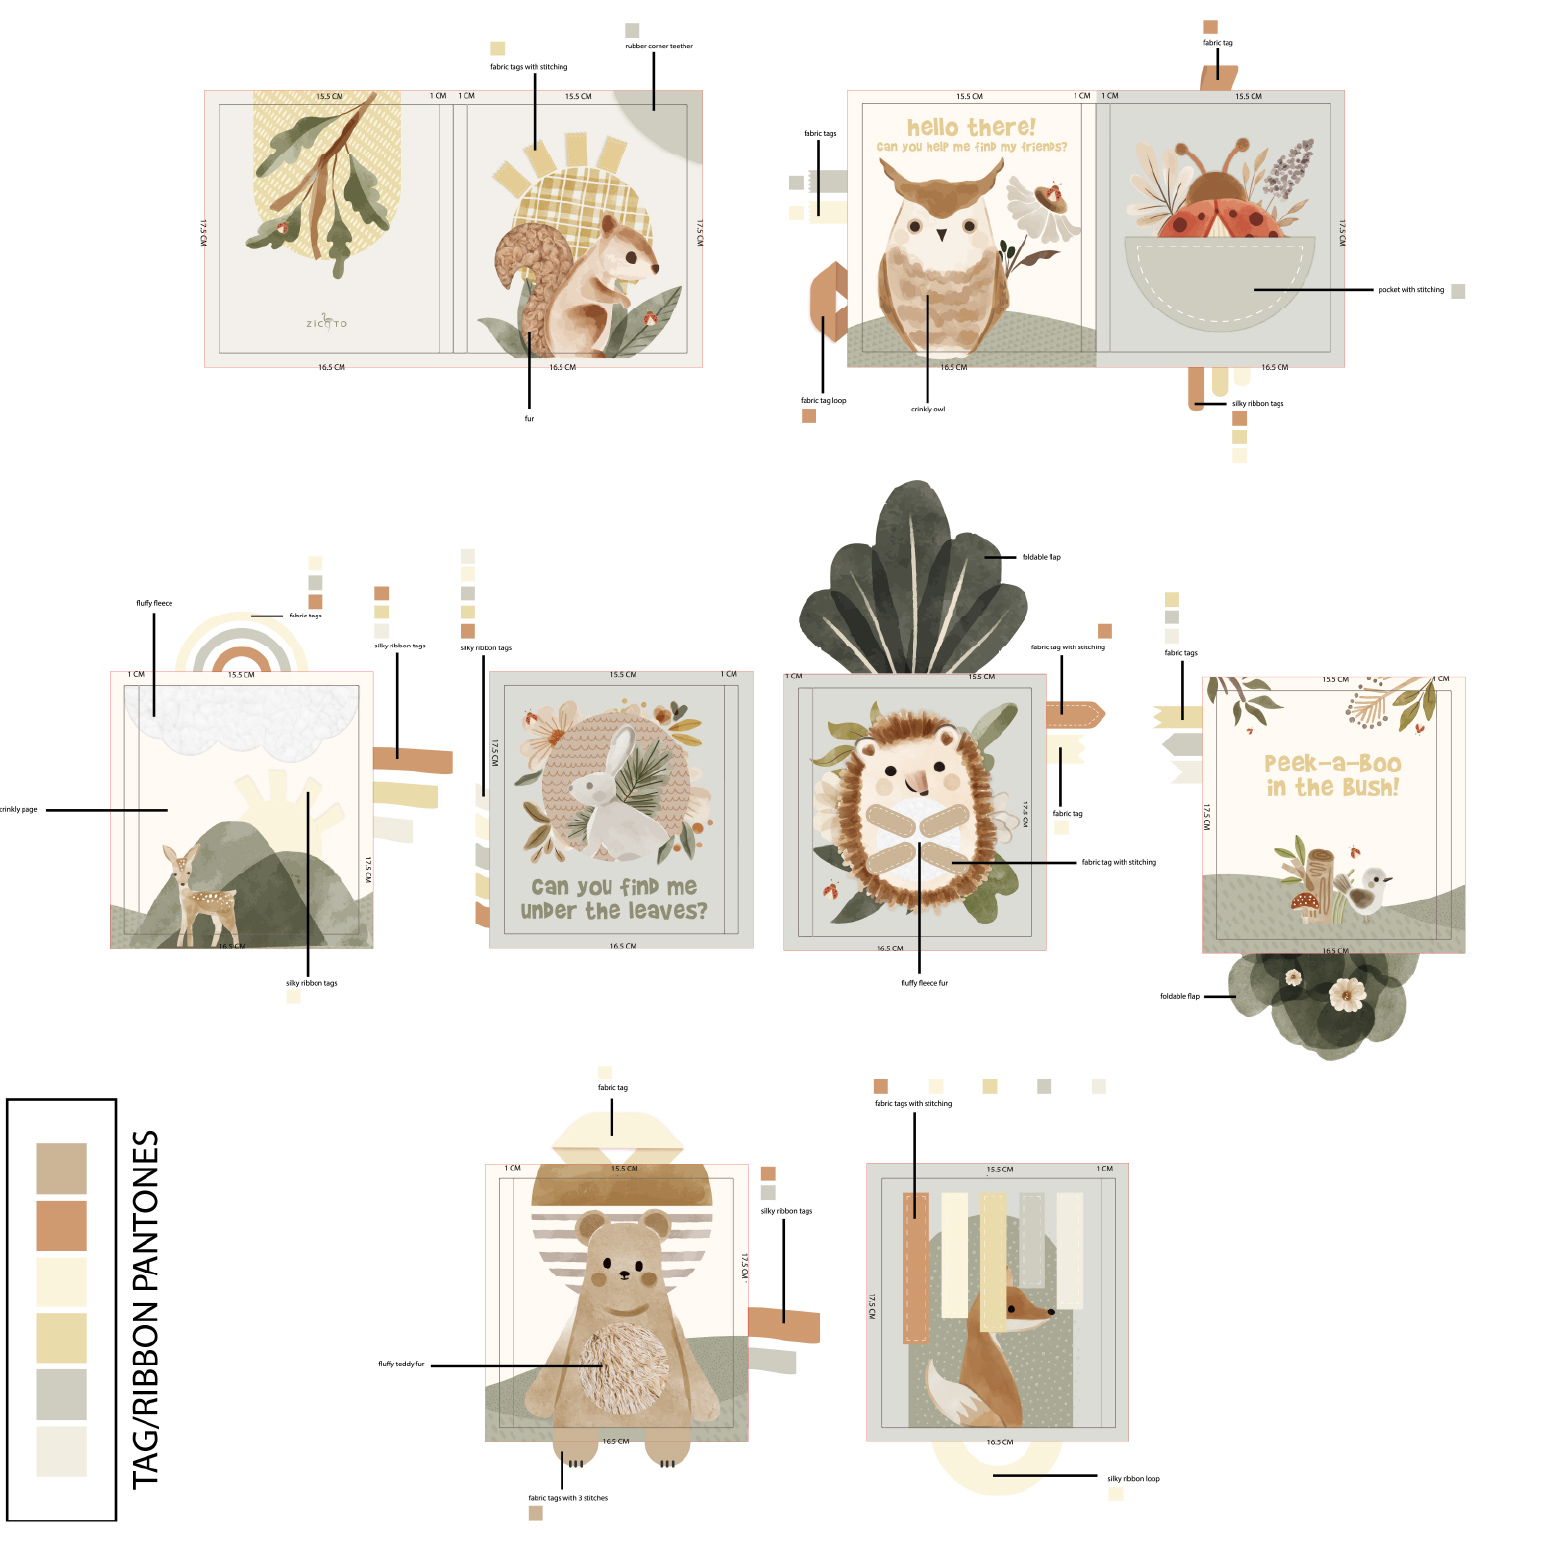 rubber corner teether
fabric tags with stitching
15.5 CM
1 CM
1 CM
15.5 CM
17.5 CM
17.5 CM
ZICOTO
16.5 CM
16.5 CM
fur
fabric tag
15.5 CM
1 CM
1 CM
15.5 CM
fabric tags
hello there!
can you help me find my friends?
17.5 CM
pocket with stitching
16.5 CM
16.5 CM
fabric tag loop
crinkly owl
silky ribbon tags
fluffy fleece
fabric tags
silky ribbon tags
1 CM
15.5 CM
crinkly page
17.5 CM
16.5 CM
silky ribbon tags
silky ribbon tags
15.5 CM
1 CM
17.5 CM
can you find me
under the leaves?
16.5 CM
foldable flap
fabric tag with stitching
1 CM
15.5 CM
17.5 CM
fabric tag
fabric tag with stitching
16.5 CM
fluffy fleece fur
fabric tags
15.5 CM
1 CM
Peek-a-Boo
in the Bush!
17.5 CM
16.5 CM
foldable flap
TAG/RIBBON PANTONES
fabric tag
1 CM
15.5 CM
silky ribbon tags
17.5 CM
fluffy teddy fur
16.5 CM
fabric tags with 3 stitches
fabric tags with stitching
15.5 CM
1 CM
17.5 CM
16.5 CM
silky ribbon loop